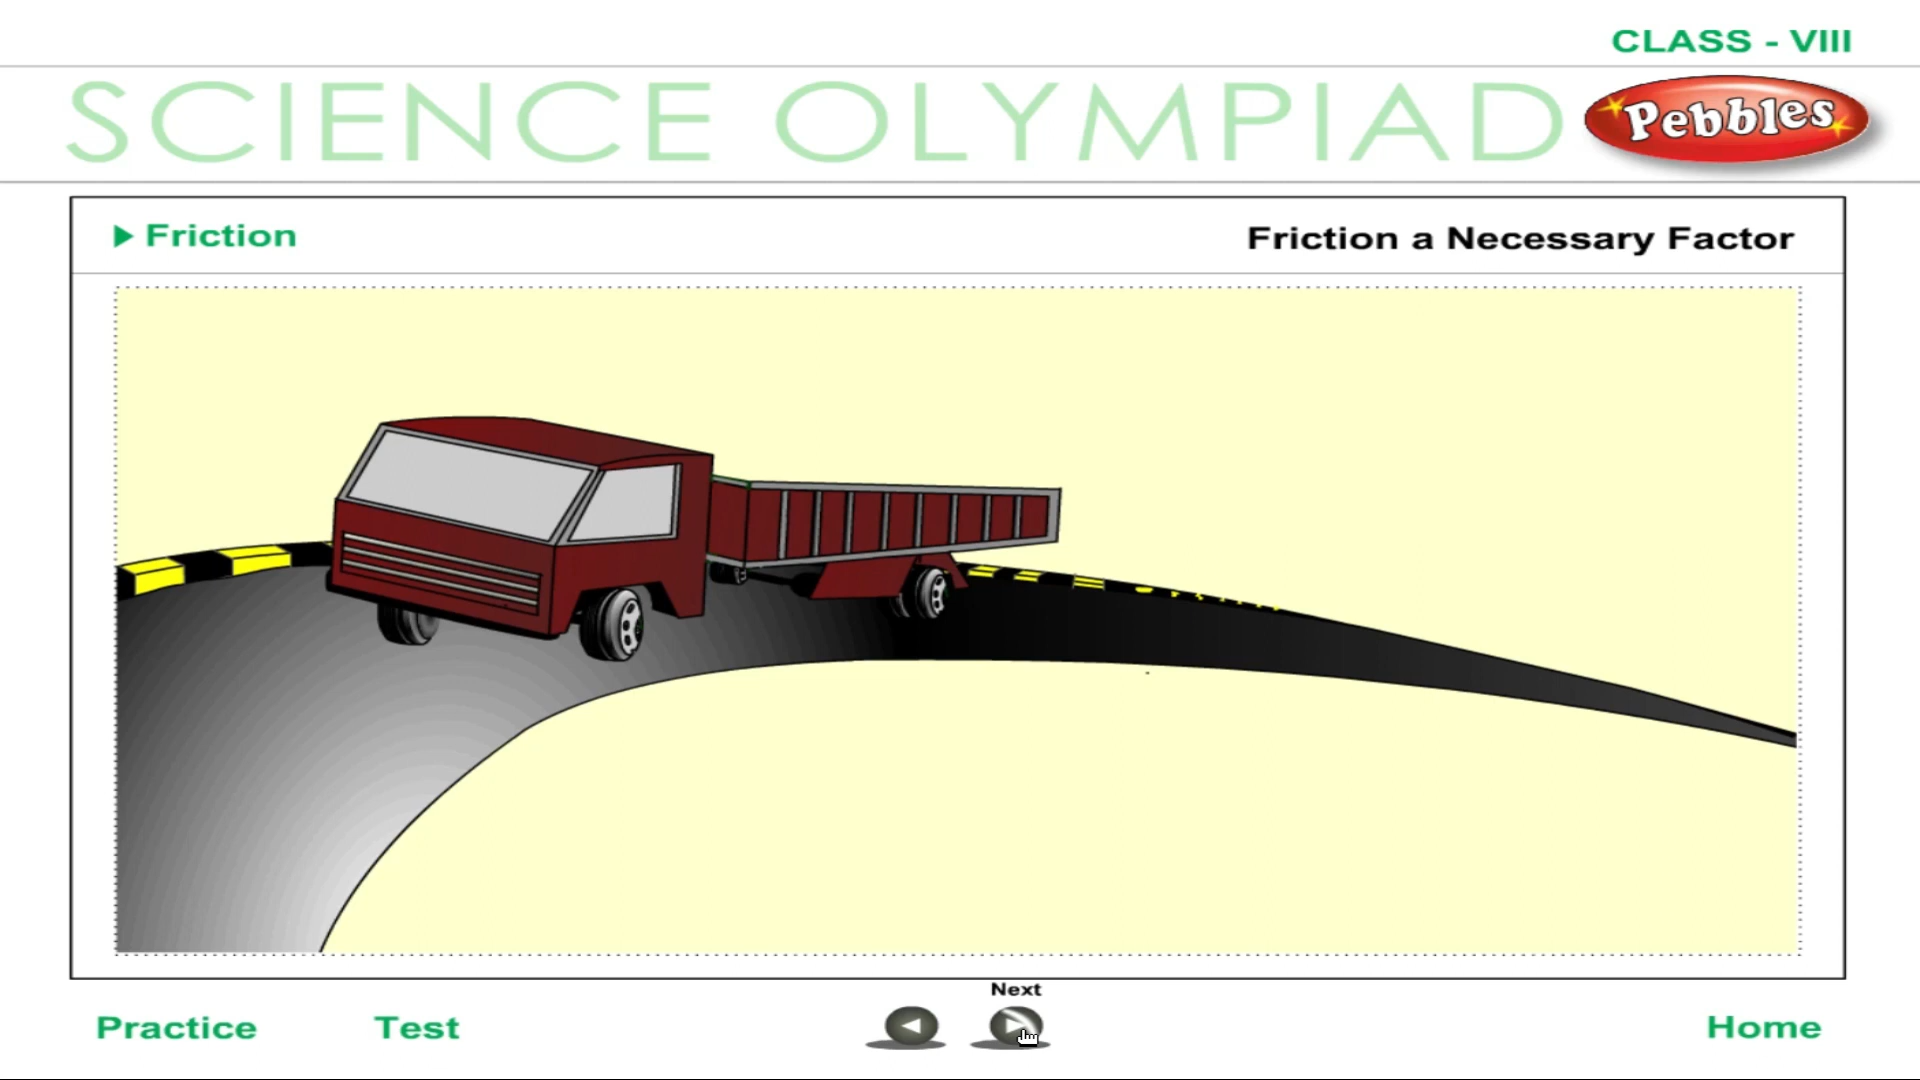 CLASS - VIII
SCIENCE OLYMPIAD
Pebbles
Friction
Friction a Necessary Factor
Next
Practice
Test
Home